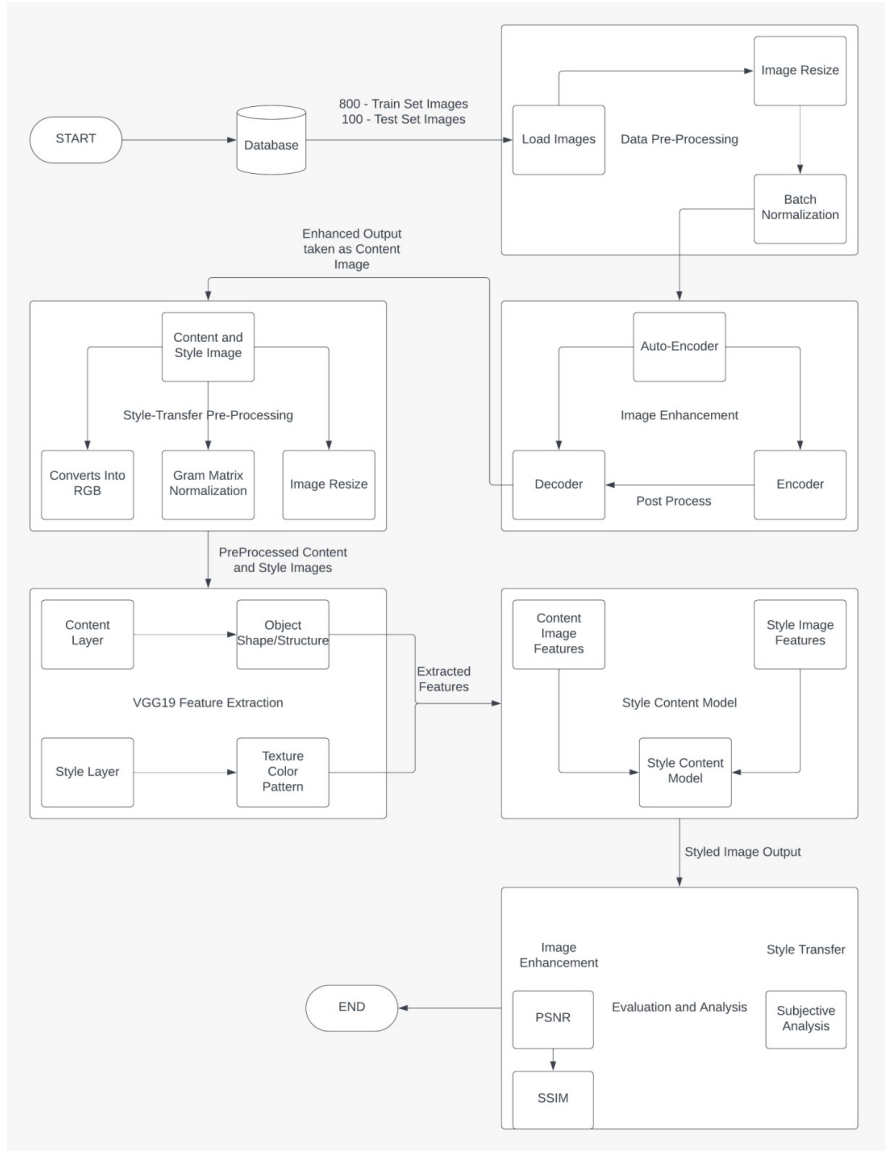 START
Database
800 - Train Set Images
100 - Test Set Images
Load Images
Data Pre-Processing
Image Resize
Batch
Normalization
Enhanced Output
taken as Content
Image
Auto-Encoder
Image Enhancement
Decoder
Post Process
Encoder
Content and
Style Image
Style-Transfer Pre-Processing
Converts Into
RGB
Gram Matrix
Normalization
Image Resize
PreProcessed Content
and Style Images
Content
Layer
Object
Shape/Structure
VGG19 Feature Extraction
Style Layer
Texture
Color
Pattern
Extracted
Features
Content
Image
Features
Style Image
Features
Style Content Model
Style Content
Model
Styled Image Output
Image
Enhancement
Style Transfer
PSNR
Evaluation and Analysis
Subjective
Analysis
SSIM
END